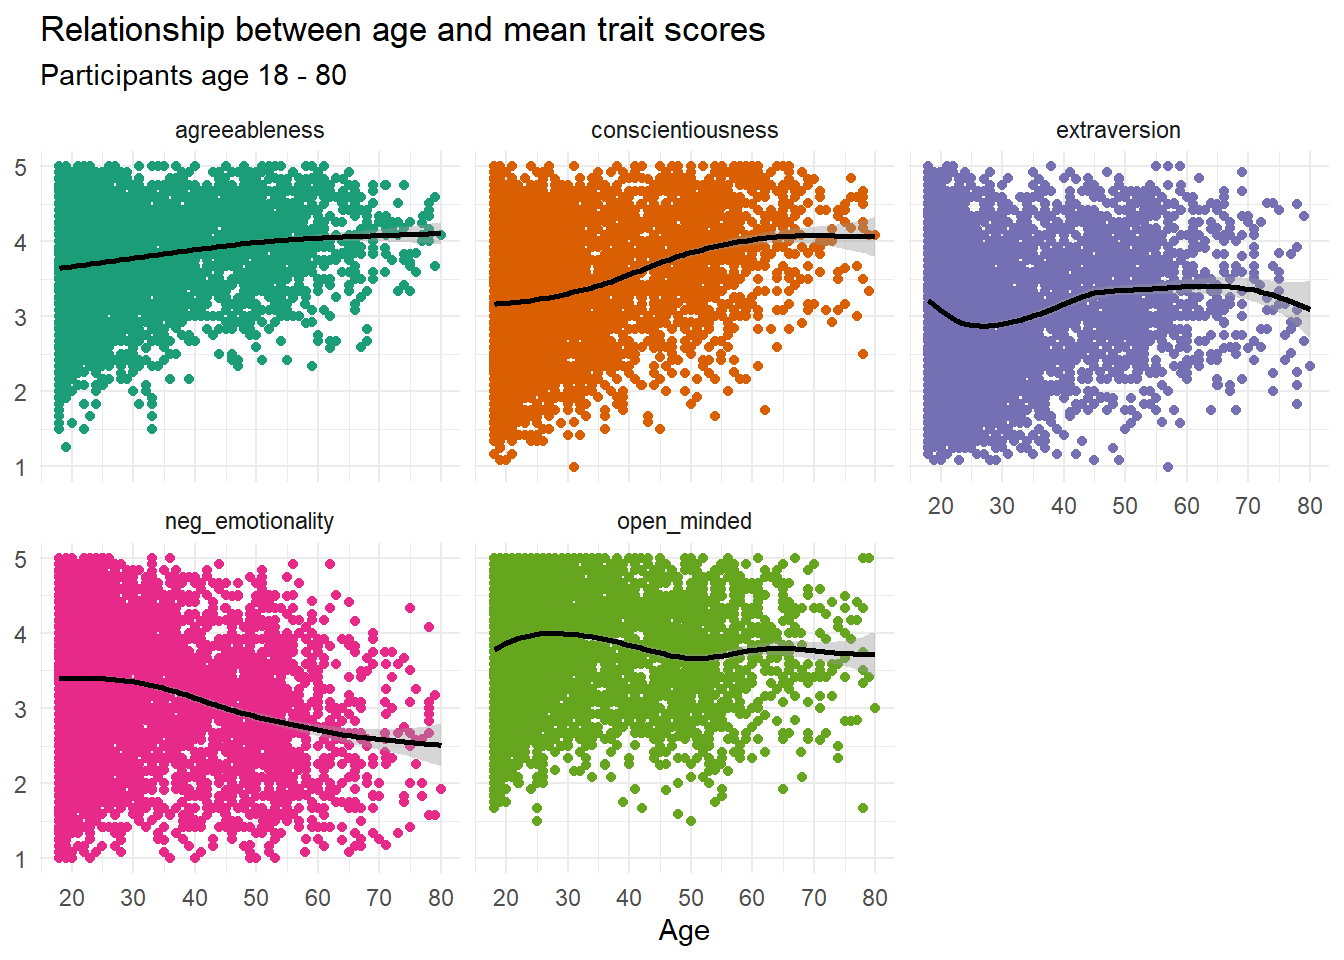 Relationship between age and mean trait scores
Participants age 18 - 80
agreeableness
conscientiousness
extraversion
5
4
3
2
1
20 30 40 50 60 70 80
neg_emotionality
open_minded
5
4
3
2
1
20 30 40 50 60 70 80
20 30 40 50 60 70 80
Age